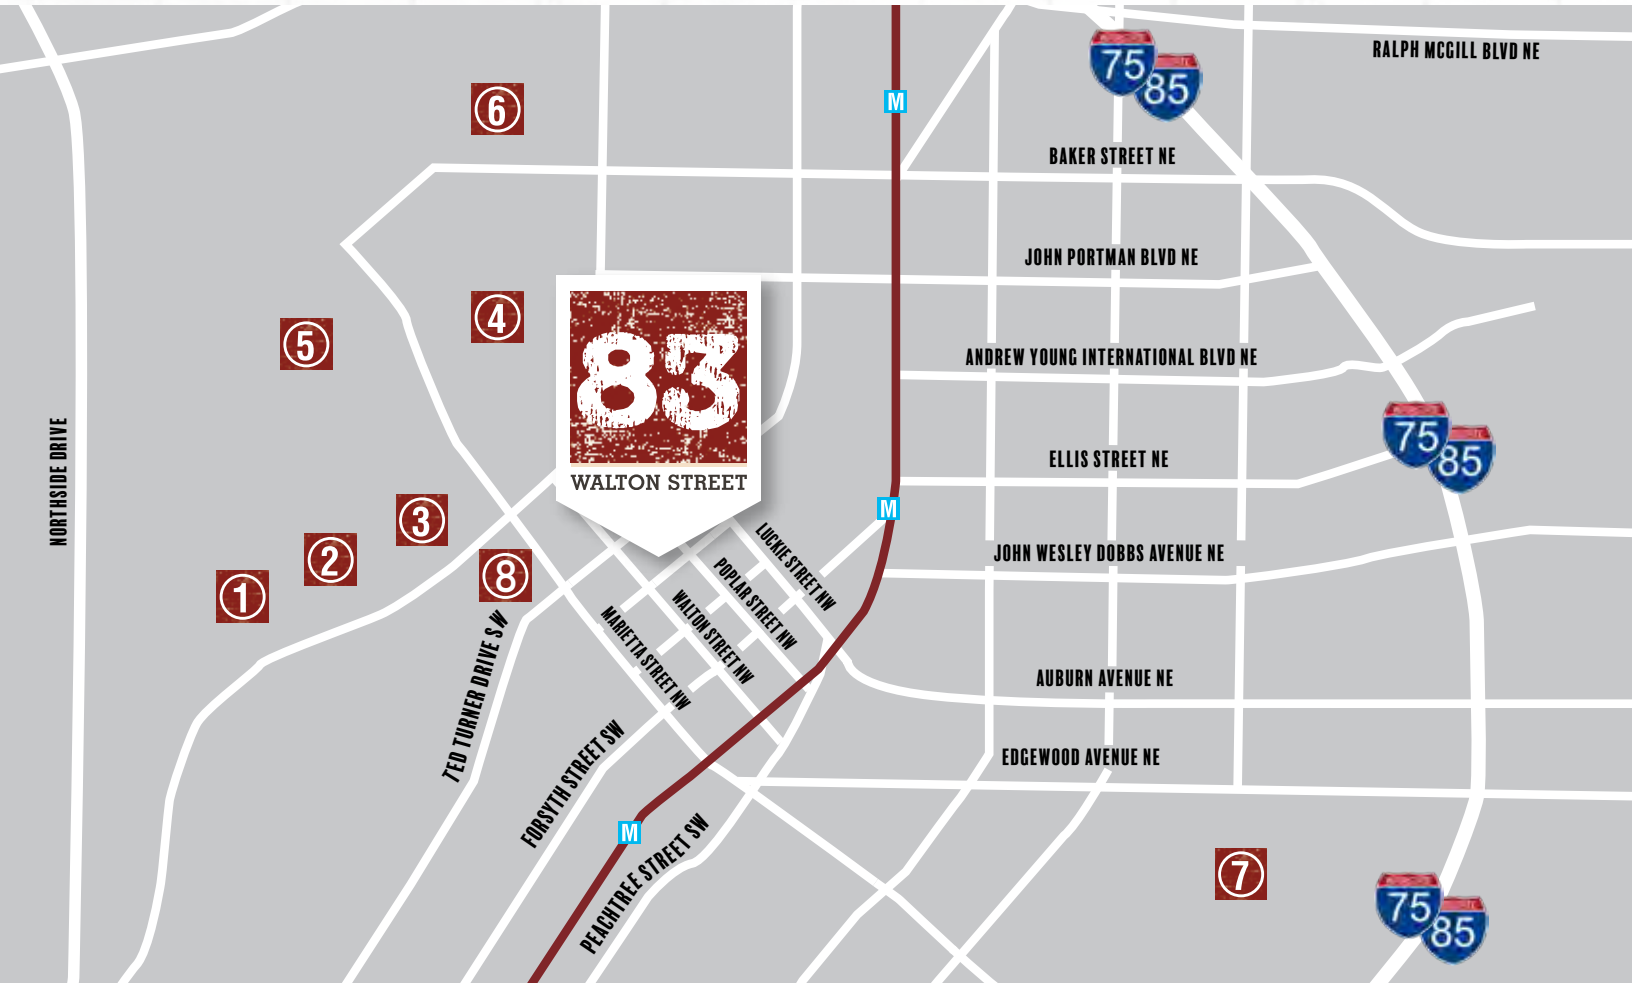 RALPH MCGILL BLVD NE
75
85
6
M
BAKER STREET NE
JOHN PORTMAN BLVD NE
4
5
83
WALTON STREET
ANDREW YOUNG INTERNATIONAL BLVD NE
75
85
NORTHSIDE DRIVE
ELLIS STREET NE
M
3
2
1
8
LUCKIE STREET NW
POPLAR STREET NW
WALTON STREET NW
MARIETTA STREET NW
JOHN WESLEY DOBBS AVENUE NE
TED TURNER DRIVE SW
AUBURN AVENUE NE
FORSYTH STREET SW
EDGEWOOD AVENUE NE
M
PEACHTREE STREET SW
7
75
85